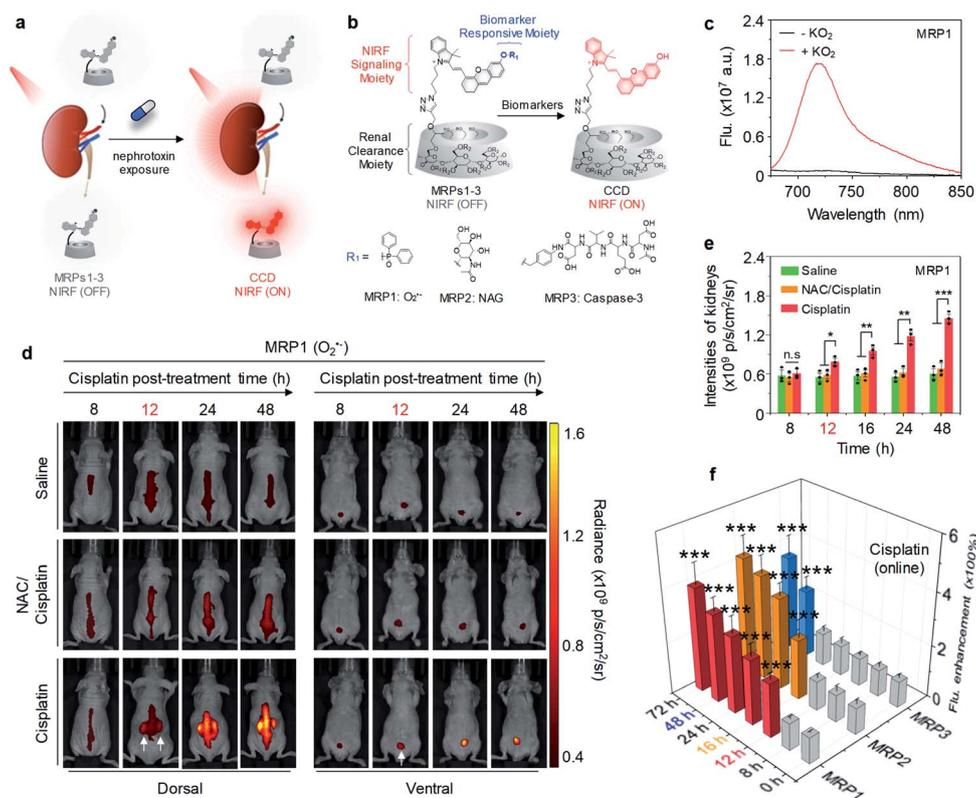 a
nephrotoxin
exposure
MRPs1-3
NIRF (OFF)
CCD
NIRF (ON)
b
NIRF
Signaling
Moiety
Biomarker
Responsive Moiety
O-R₁
N⁺
N=N
N
O
Renal
Clearance
Moiety
Biomarkers
OH
MRPs1-3
NIRF (OFF)
CCD
NIRF (ON)
R₁ =
MRP1: O₂•⁻
MRP2: NAG
MRP3: Caspase-3
c
MRP1
- KO₂
+ KO₂
Flu. (x10⁷ a.u.)
2.4
1.8
1.2
0.6
0
700
750
800
850
Wavelength (nm)
d
MRP1 (O₂•⁻)
Cisplatin post-treatment time (h)
Cisplatin post-treatment time (h)
8
12
24
48
8
12
24
48
Saline
NAC/
Cisplatin
Cisplatin
Dorsal
Ventral
1.6
1.2
0.8
0.4
Radiance (x10⁹ p/s/cm²/sr)
e
MRP1
Saline
NAC/Cisplatin
Cisplatin
Intensities of kidneys
(x10⁹ p/s/cm²/sr)
2.4
1.8
1.2
0.6
0
n.s
*
**
**
***
8
12
16
24
48
Time (h)
f
Cisplatin
(online)
***
***
***
***
***
***
***
***
***
***
***
6
4
2
0
Flu. enhancement (x100%)
72 h
48 h
24 h
16 h
12 h
8 h
0 h
MRP1
MRP2
MRP3